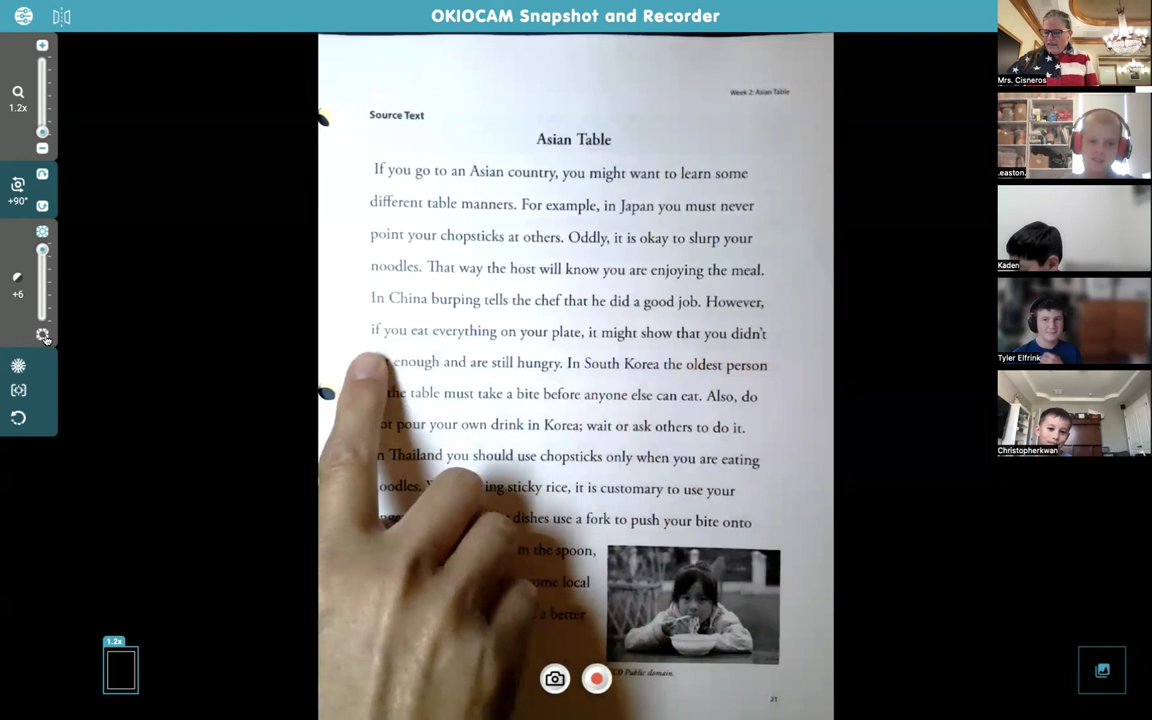 OKIOCAM Snapshot and Recorder
1.2x
+90°
+6
1.2x
Week 2: Asian Table
Source Text
Asian Table
If you go to an Asian country, you might want to learn some
different table manners. For example, in Japan you must never
point your chopsticks at others. Oddly, it is okay to slurp your
noodles. That way the host will know you are enjoying the meal.
In China burping tells the chef that he did a good job. However,
if you eat everything on your plate, it might show that you didn't
enough and are still hungry. In South Korea the oldest person
the table must take a bite before anyone else can eat. Also, do
pour your own drink in Korea; wait or ask others to do it.
Thailand you should use chopsticks only when you are eating
sticky rice, it is customary to use your
dishes use a fork to push your bite onto
the spoon,
local
a better
Public domain.
21
Mrs. Cisneros
Leaston
Kaden
Tyler Elfrink
Christopherkwan